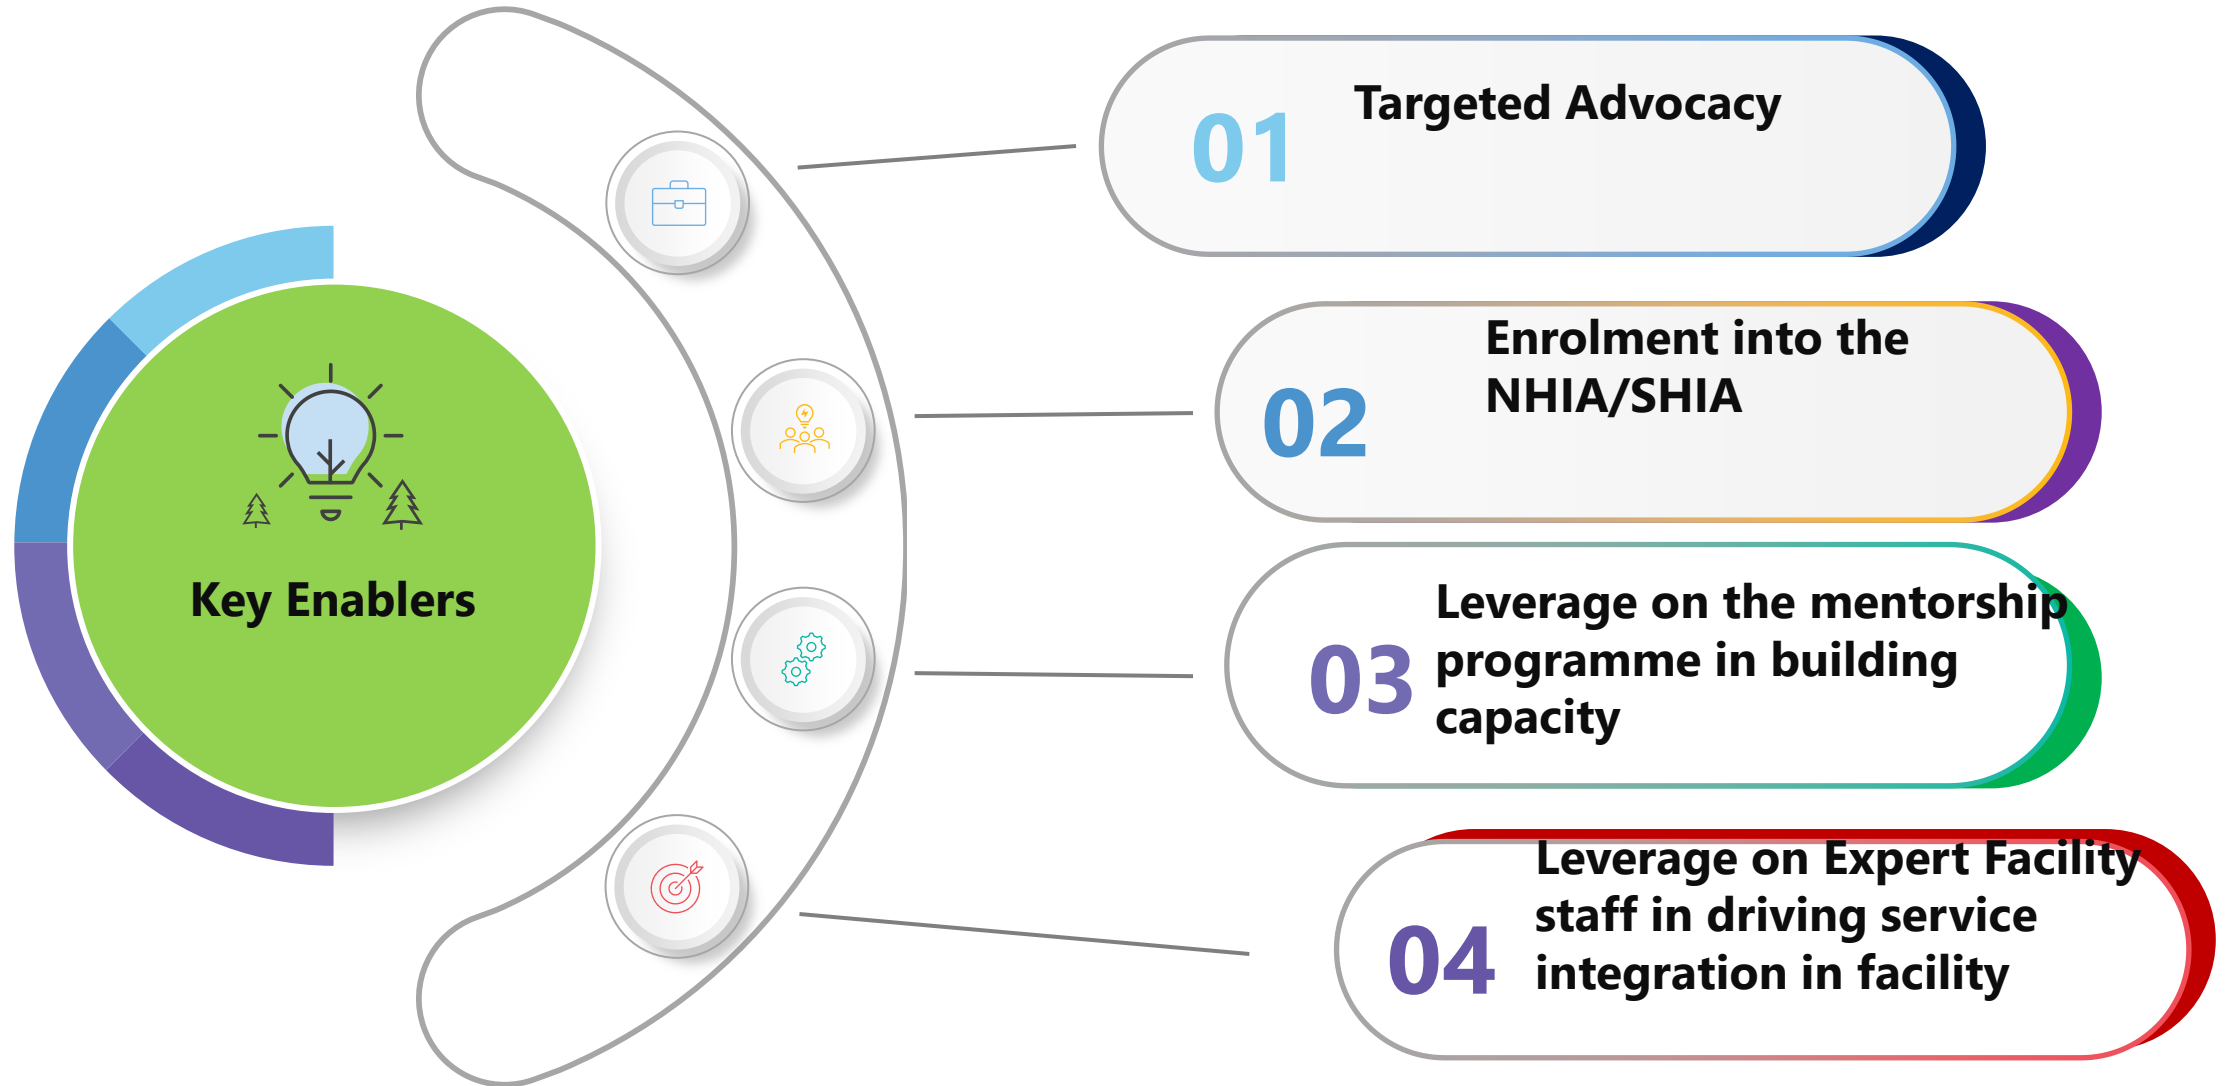 Key Enablers
01
Targeted Advocacy
02
Enrolment into the
NHIA/SHIA
03
Leverage on the mentorship
programme in building
capacity
04
Leverage on Expert Facility
staff in driving service
integration in facility